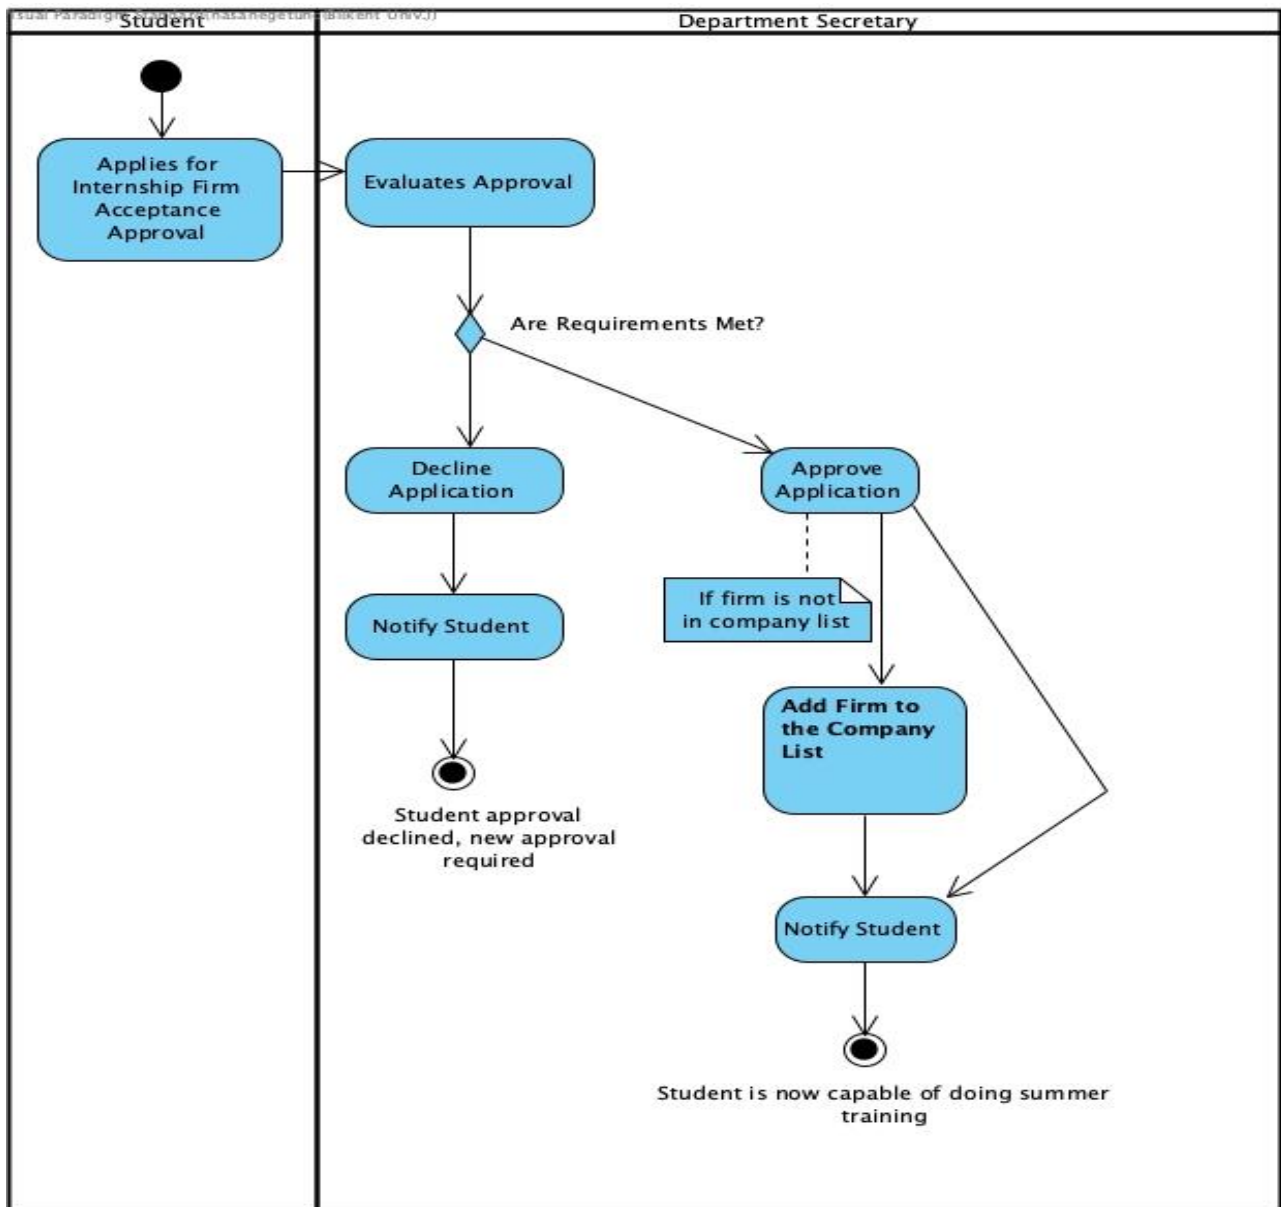 Student
Department Secretary
Applies for
Internship Firm
Acceptance
Approval
Evaluates Approval
Are Requirements Met?
Decline
Application
Approve
Application
If firm is not
in company list
Notify Student
Add Firm to
the Company
List
Student approval
declined, new approval
required
Notify Student
Student is now capable of doing summer
training